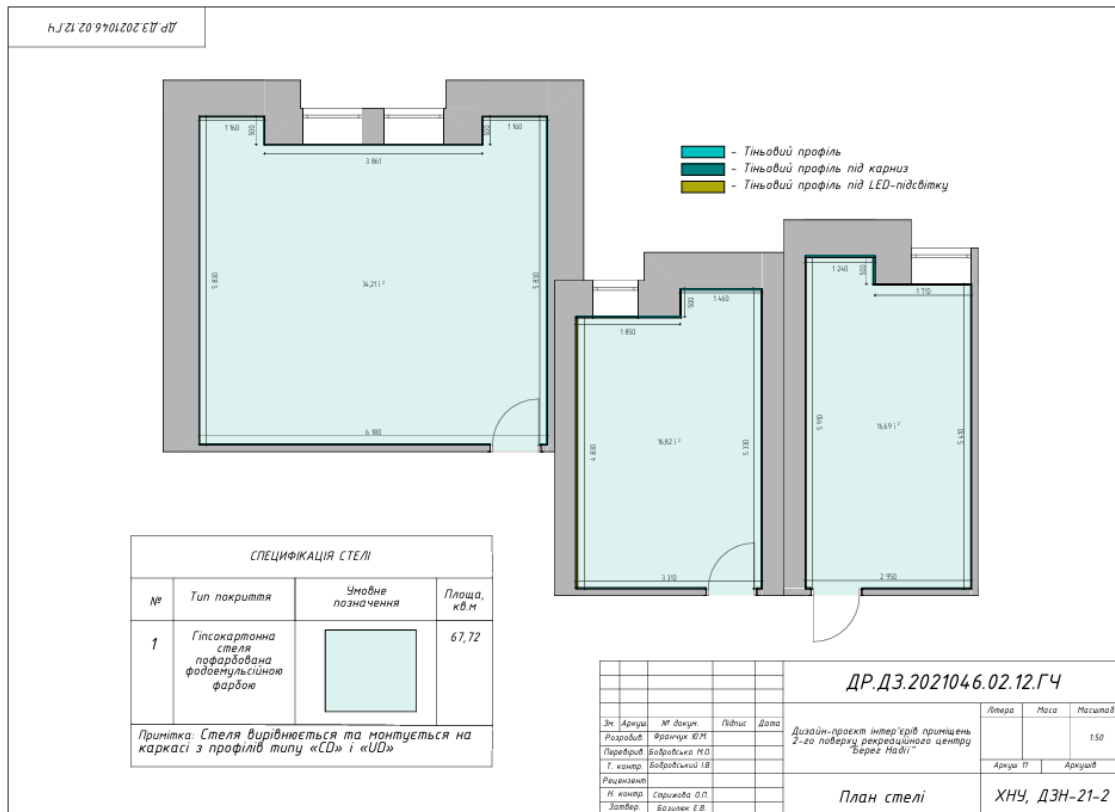 ДР.ДЗ.2021046.02.12.ГЧ
1 160
500
3 861
500
1 160
- Тіньовий профіль
- Тіньовий профіль під карниз
- Тіньовий профіль під LED-підсвітку
5 830
34,21 і ²
5 830
6 180
1 850
500
1 460
4 830
16,82 і ²
5 330
3 310
1 240
500
1 710
5 910
16,69 і ²
5 410
2 950
СПЕЦИФІКАЦІЯ СТЕЛІ
№ Тип покриття Умовне позначення Площа, кв.м
1 Гіпсокартонна стеля пофарбована фодоемульсійною фарбою 67,72
Примітка: Стеля вирівнюється та монтується на
каркасі з профілів типу «CD» і «UD»
ДР.ДЗ.2021046.02.12.ГЧ
Зм. Аркуш № докум. Підпис Дата
Розробив. Франчук Ю.М.
Перевірив. Бобровська М.О.
Т. контр. Бобровський І.В.
Рецензент
Н. контр. Стрижова О.П.
Затвер. Базилюк Е.В.
Дизайн-проєкт інтер'єрів приміщень
2-го поверху рекреаційного центру
"Берег Надії"
Літера Маса Масштаб
1:50
Аркуш 11 Аркушів
План стелі
ХНУ, ДЗН-21-2